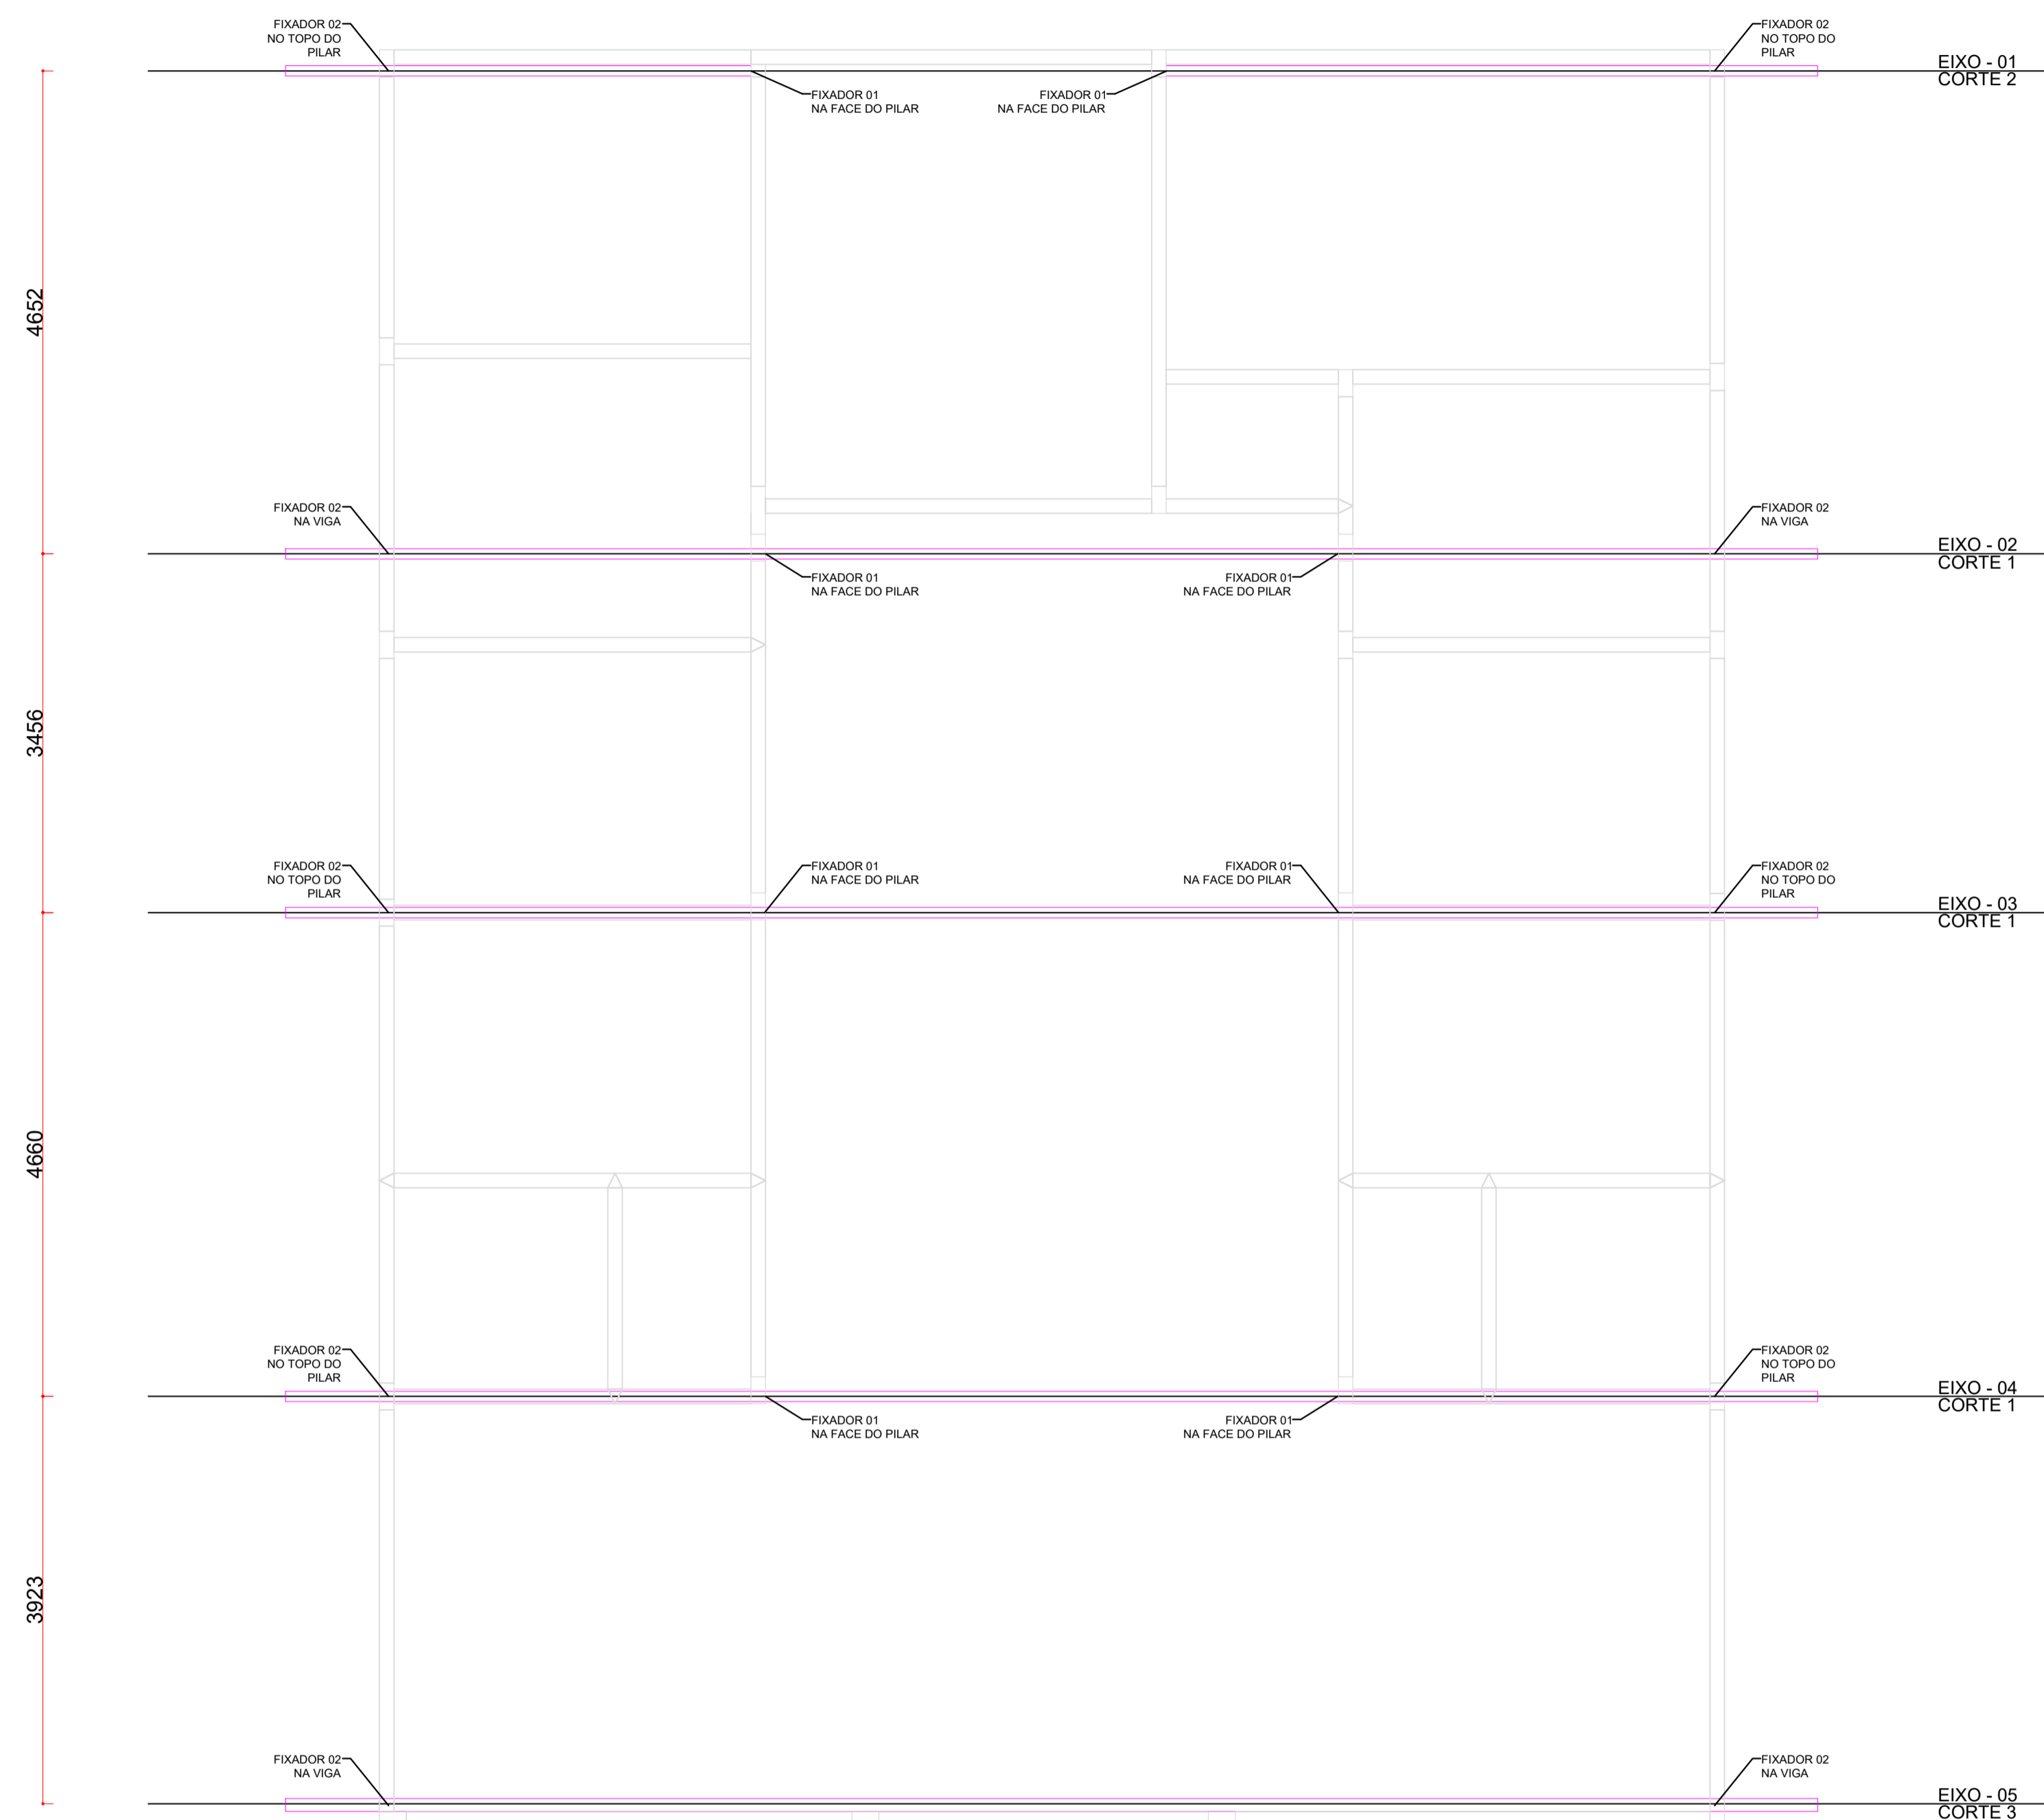 FIXADOR 02
NO TOPO DO
PILAR
FIXADOR 02
NO TOPO DO
PILAR
EIXO - 01
CORTE 2
FIXADOR 01
NA FACE DO PILAR
FIXADOR 01
NA FACE DO PILAR
4652
FIXADOR 02
NA VIGA
FIXADOR 02
NA VIGA
EIXO - 02
CORTE 1
FIXADOR 01
NA FACE DO PILAR
FIXADOR 01
NA FACE DO PILAR
3456
FIXADOR 02
NO TOPO DO
PILAR
FIXADOR 01
NA FACE DO PILAR
FIXADOR 01
NA FACE DO PILAR
FIXADOR 02
NO TOPO DO
PILAR
EIXO - 03
CORTE 1
4660
FIXADOR 02
NO TOPO DO
PILAR
FIXADOR 02
NO TOPO DO
PILAR
EIXO - 04
CORTE 1
FIXADOR 01
NA FACE DO PILAR
FIXADOR 01
NA FACE DO PILAR
3923
FIXADOR 02
NA VIGA
FIXADOR 02
NA VIGA
EIXO - 05
CORTE 3